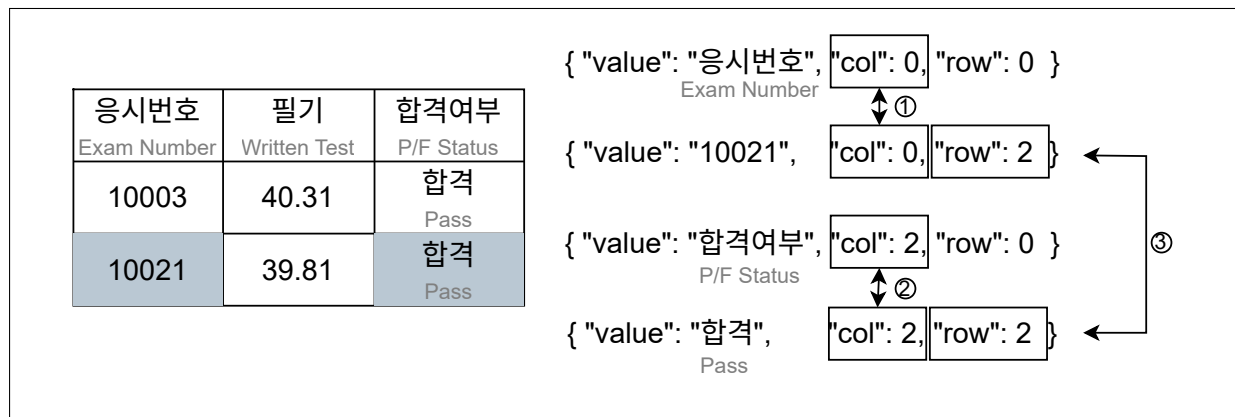 응시번호 필기 합격여부
Exam Number Written Test P/F Status
10003 40.31 합격
Pass
10021 39.81 합격
Pass
{ "value": "응시번호", "col": 0, "row": 0 }
Exam Number
①
{ "value": "10021", "col": 0, "row": 2 }
{ "value": "합격여부", "col": 2, "row": 0 }
P/F Status
②
③
{ "value": "합격", "col": 2, "row": 2 }
Pass